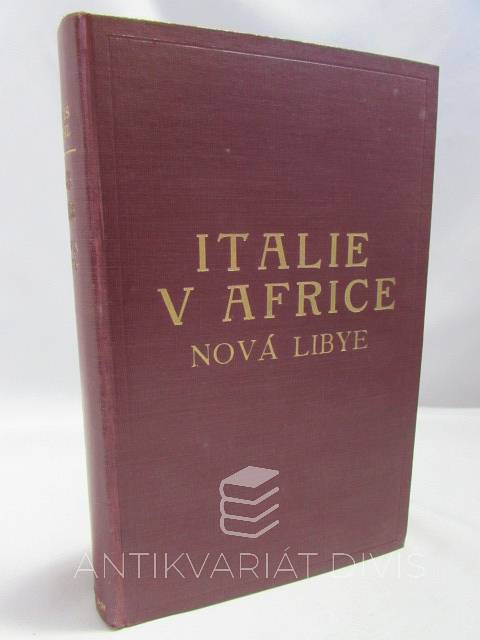 ITALIE
V AFRICE
NOVÁ LIBYE
ANTIKVARIÁT DIVIŠ